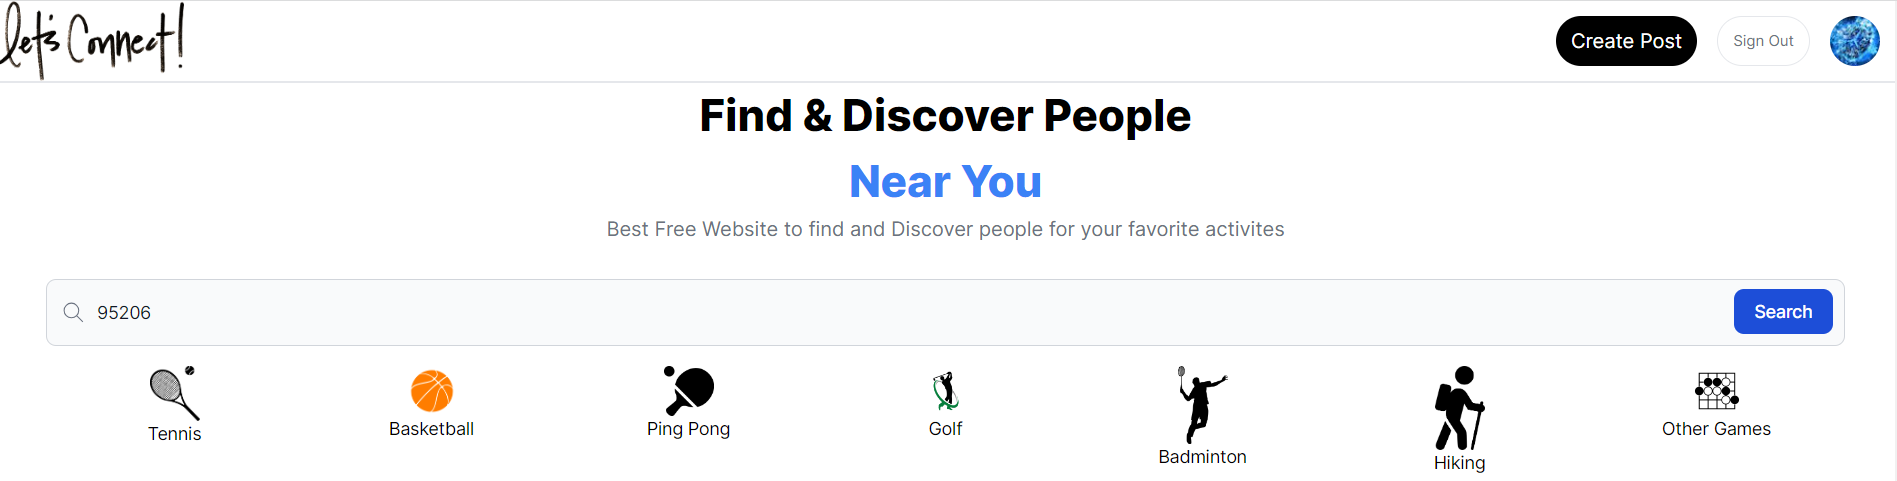 let's Connect!
Create Post
Sign Out
Find & Discover People
Near You
Best Free Website to find and Discover people for your favorite activites
95206
Search
Tennis
Basketball
Ping Pong
Golf
Badminton
Hiking
Other Games